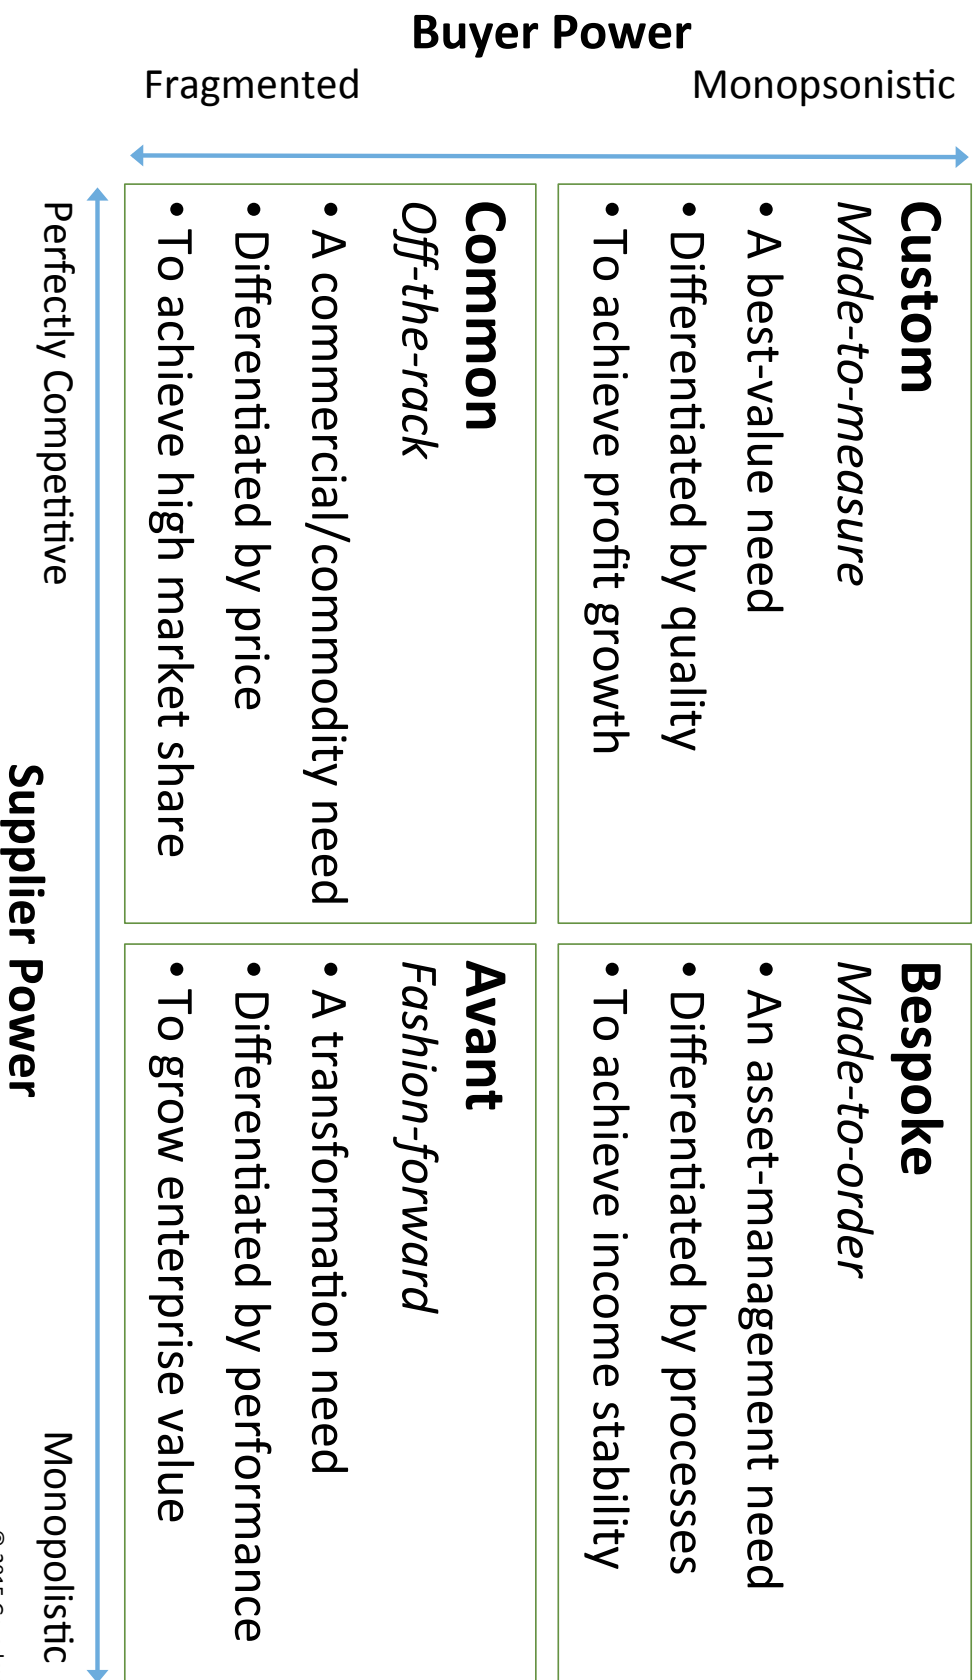 Buyer Power
Fragmented
Monopsonistic
Custom
Made-to-measure
• A best-value need
• Differentiated by quality
• To achieve profit growth
Bespoke
Made-to-order
• An asset-management need
• Differentiated by processes
• To achieve income stability
Common
Off-the-rack
• A commercial/commodity need
• Differentiated by price
• To achieve high market share
Avant
Fashion-forward
• A transformation need
• Differentiated by performance
• To grow enterprise value
Perfectly Competitive
Monopolistic
Supplier Power